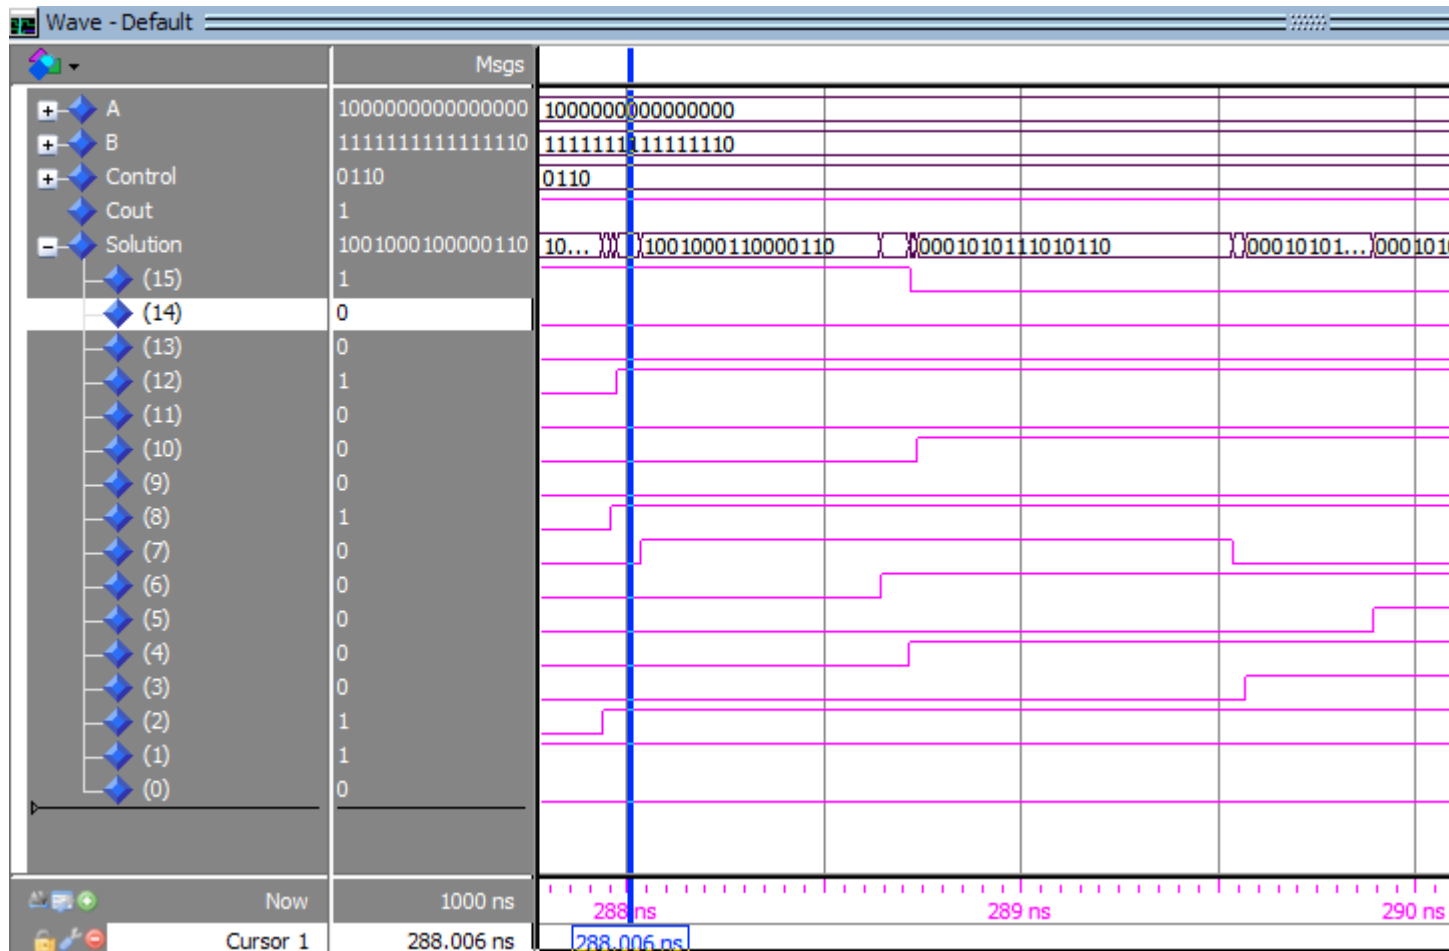 Wave - Default
Msgs
A 1000000000000000 1000000000000000
B 1111111111111110 1111111111111110
Control 0110 0110
Cout 1
Solution 1001000100000110 10... 1001000110000110 0001010111010110 00010101... 0001010
(15) 1
(14) 0
(13) 0
(12) 1
(11) 0
(10) 0
(9) 0
(8) 1
(7) 0
(6) 0
(5) 0
(4) 0
(3) 0
(2) 1
(1) 1
(0) 0
Now 1000 ns 288 ns 289 ns 290 ns
Cursor 1 288.006 ns 288.006 ns